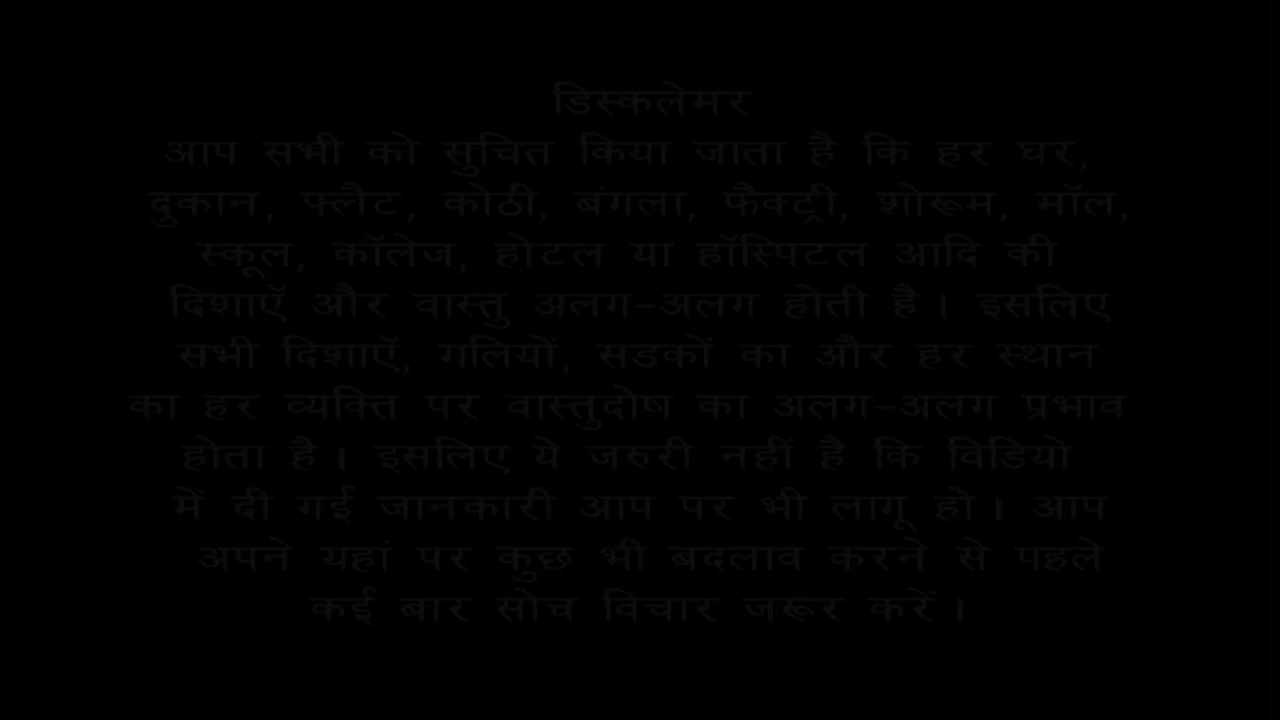 डिस्कलेमर
आप सभी को सुचित किया जाता है कि हर घर,
दुकान, फ्लैट, कोठी, बंगला, फैक्ट्री, शोरूम, मॉल,
स्कूल, कॉलेज, होटल या हॉस्पिटल आदि की
दिशाएॅ और वास्तु अलग-अलग होती है। इसलिए
सभी दिशाएॅ, गलियों, सडकों का और हर स्थान
का हर व्यक्ति पर वास्तुदोष का अलग-अलग प्रभाव
होता है। इसलिए ये जरुरी नहीं है कि विडियो
में दी गई जानकारी आप पर भी लागू हो। आप
अपने यहां पर कुछ भी बदलाव करने से पहले
कई बार सोच विचार जरूर करें।